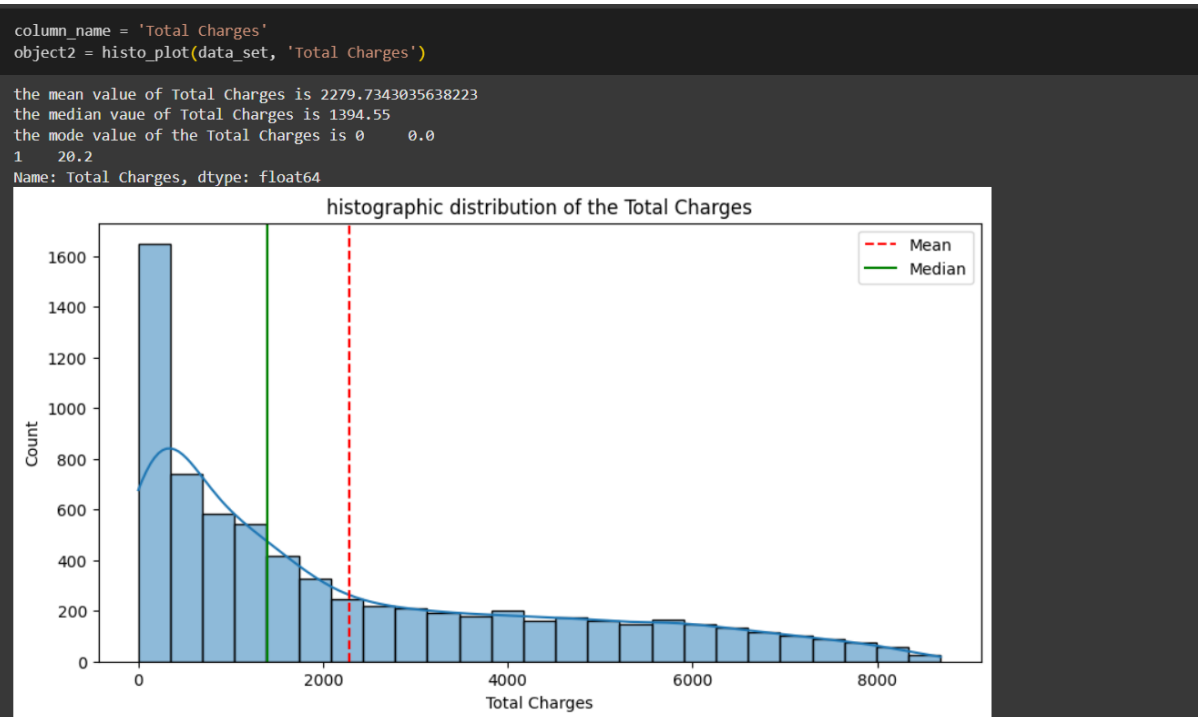 column_name = 'Total Charges'
object2 = histo_plot(data_set, 'Total Charges')
the mean value of Total Charges is 2279.7343035638223
the median vaue of Total Charges is 1394.55
the mode value of the Total Charges is 0     0.0
1    20.2
Name: Total Charges, dtype: float64
histographic distribution of the Total Charges
Mean
Median
1600
1400
1200
1000
800
600
400
200
0
Count
0 2000 4000 6000 8000
Total Charges